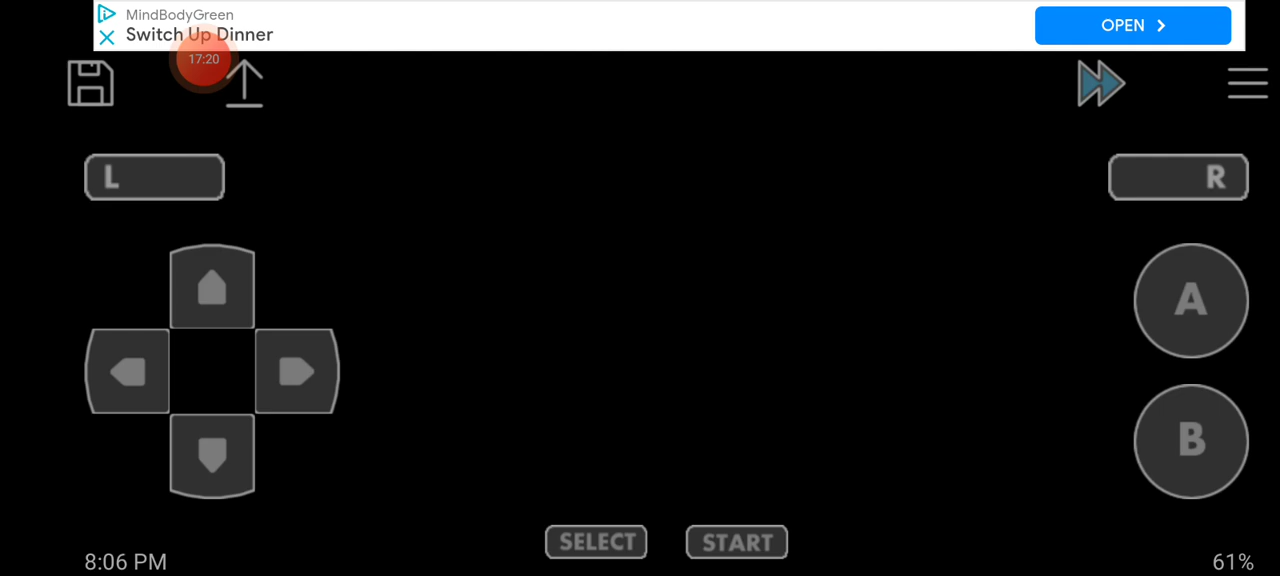 MindBodyGreen
Switch Up Dinner
OPEN
17:20
L
R
A
B
SELECT
START
8:06 PM
61%